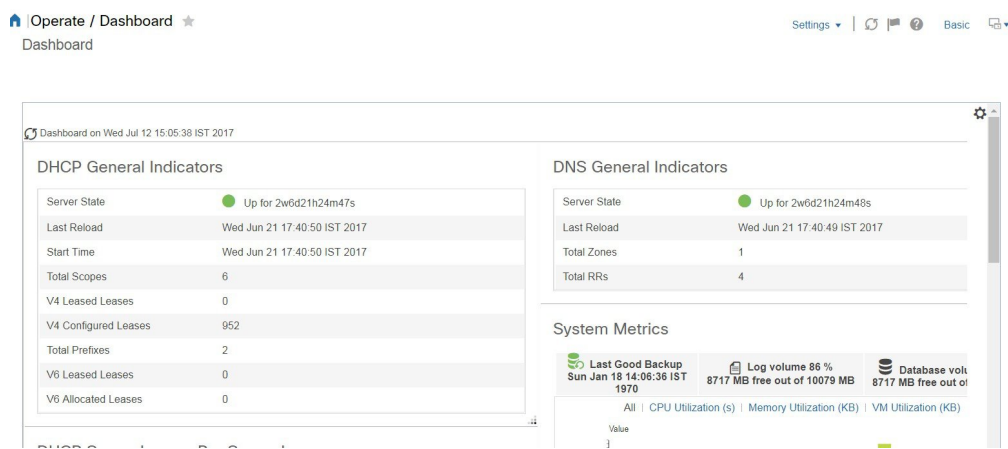 Operate / Dashboard
Settings
Basic
Dashboard
Dashboard on Wed Jul 12 15:05:38 IST 2017
DHCP General Indicators
Server State Up for 2w6d21h24m47s
Last Reload Wed Jun 21 17:40:50 IST 2017
Start Time Wed Jun 21 17:40:50 IST 2017
Total Scopes 6
V4 Leased Leases 0
V4 Configured Leases 952
Total Prefixes 2
V6 Leased Leases 0
V6 Allocated Leases 0
DNS General Indicators
Server State Up for 2w6d21h24m48s
Last Reload Wed Jun 21 17:40:49 IST 2017
Total Zones 1
Total RRs 4
System Metrics
Last Good Backup
Sun Jan 18 14:06:36 IST
1970
Log volume 86 %
8717 MB free out of 10079 MB
Database volu
8717 MB free out of
All | CPU Utilization (s) | Memory Utilization (KB) | VM Utilization (KB)
Value